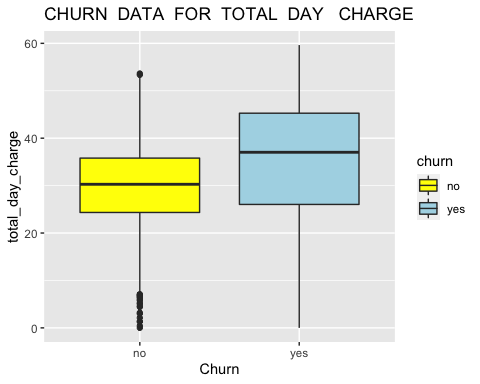 CHURN DATA FOR TOTAL DAY CHARGE
total_day_charge
60
40
20
0
no
yes
Churn
churn
no
yes